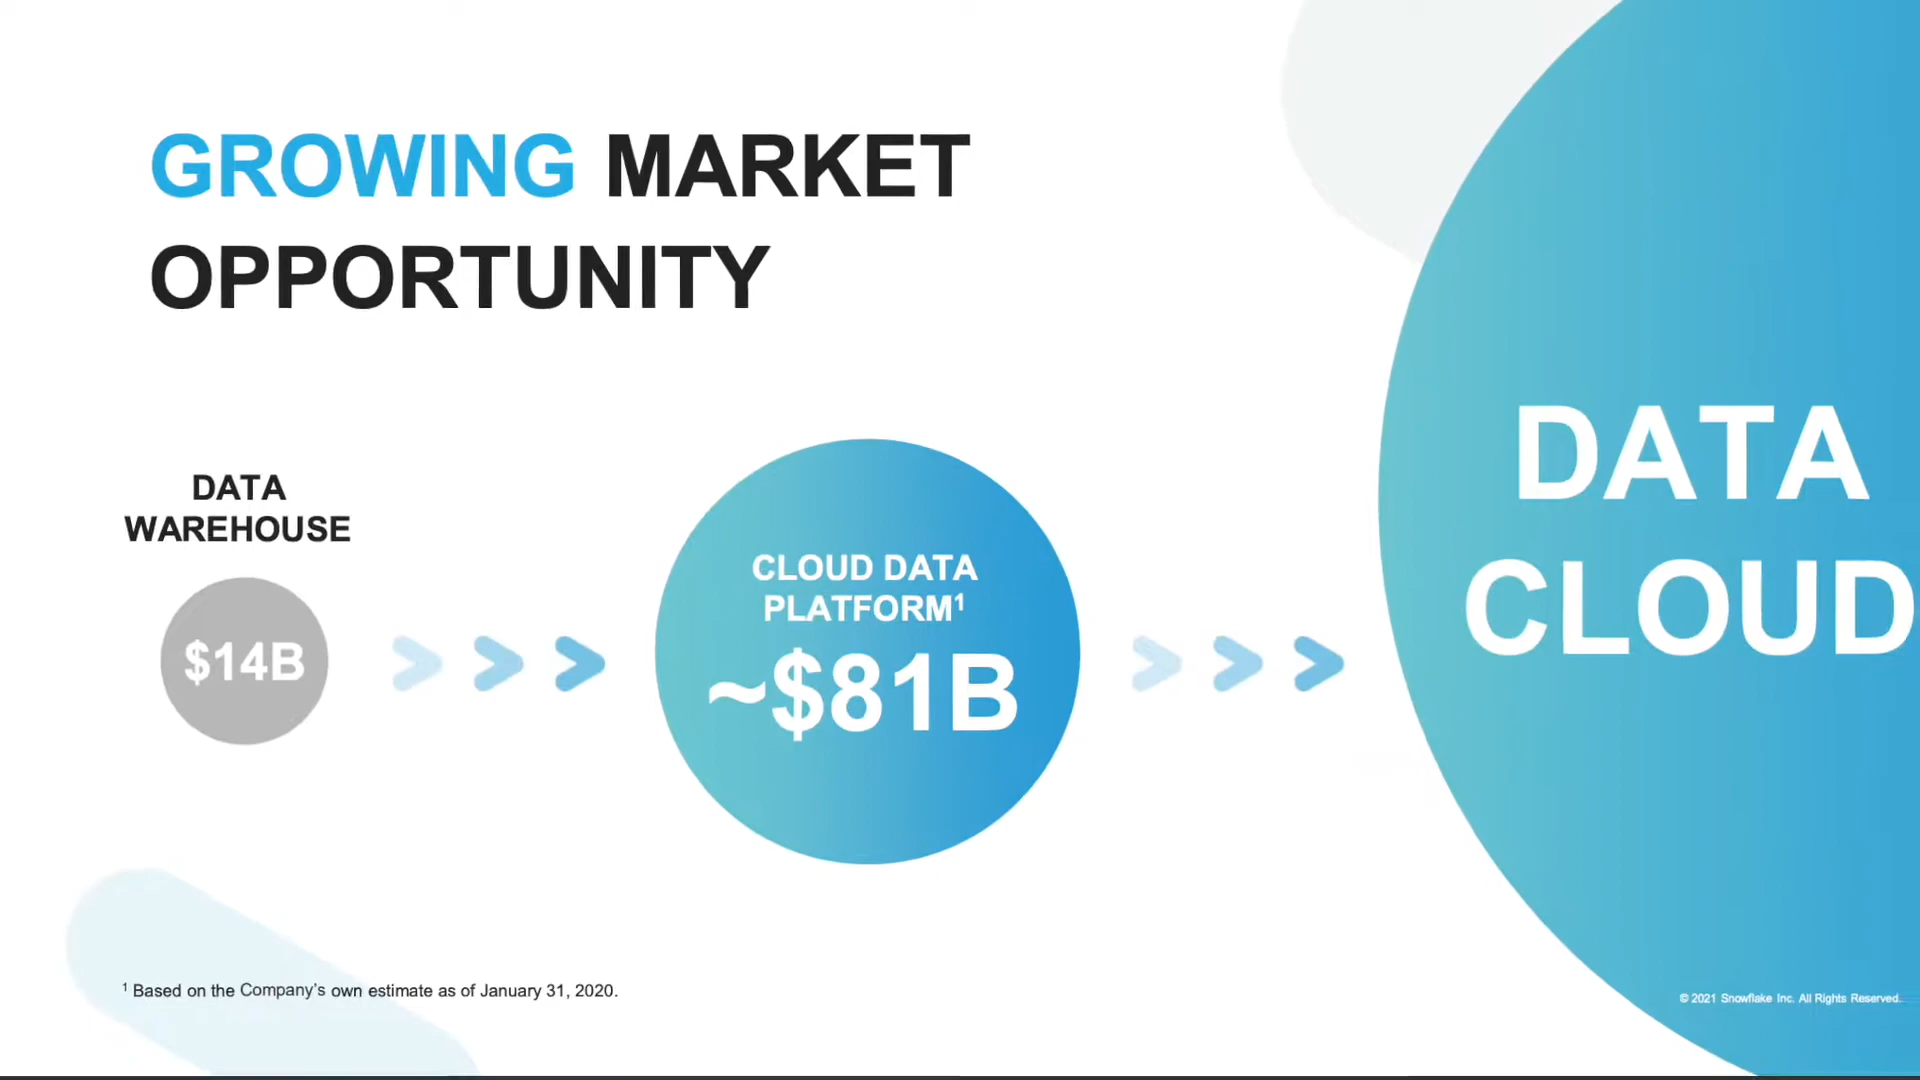 GROWING MARKET
OPPORTUNITY
DATA
WAREHOUSE
$14B
CLOUD DATA
PLATFORM¹
~$81B
DATA
CLOUD
¹ Based on the Company's own estimate as of January 31, 2020.
© 2021 Snowflake Inc. All Rights Reserved.